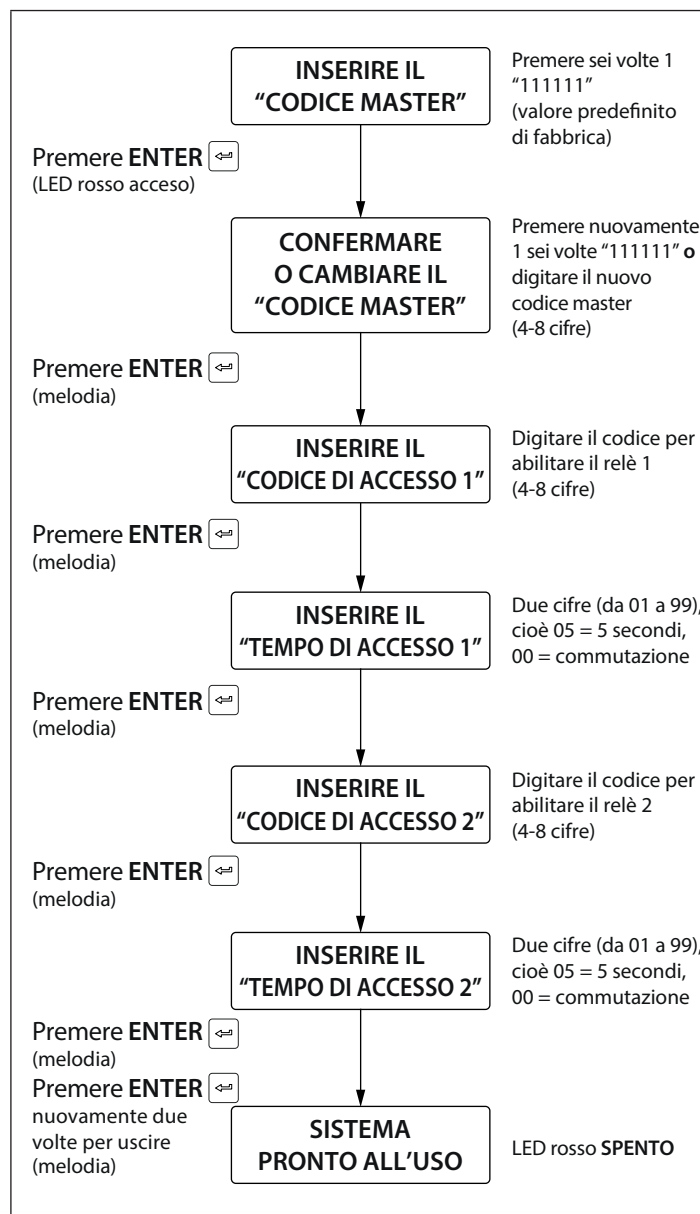 INSERIRE IL
“CODICE MASTER”
Premere sei volte 1
“111111”
(valore predefinito
di fabbrica)
Premere ENTER
(LED rosso acceso)
CONFERMARE
O CAMBIARE IL
“CODICE MASTER”
Premere nuovamente
1 sei volte “111111” o
digitare il nuovo
codice master
(4-8 cifre)
Premere ENTER
(melodia)
INSERIRE IL
“CODICE DI ACCESSO 1”
Digitare il codice per
abilitare il relè 1
(4-8 cifre)
Premere ENTER
(melodia)
INSERIRE IL
“TEMPO DI ACCESSO 1”
Due cifre (da 01 a 99),
cioè 05 = 5 secondi,
00 = commutazione
Premere ENTER
(melodia)
INSERIRE IL
“CODICE DI ACCESSO 2”
Digitare il codice per
abilitare il relè 2
(4-8 cifre)
Premere ENTER
(melodia)
INSERIRE IL
“TEMPO DI ACCESSO 2”
Due cifre (da 01 a 99),
cioè 05 = 5 secondi,
00 = commutazione
Premere ENTER
(melodia)
Premere ENTER
nuovamente due
volte per uscire
(melodia)
SISTEMA
PRONTO ALL’USO
LED rosso SPENTO